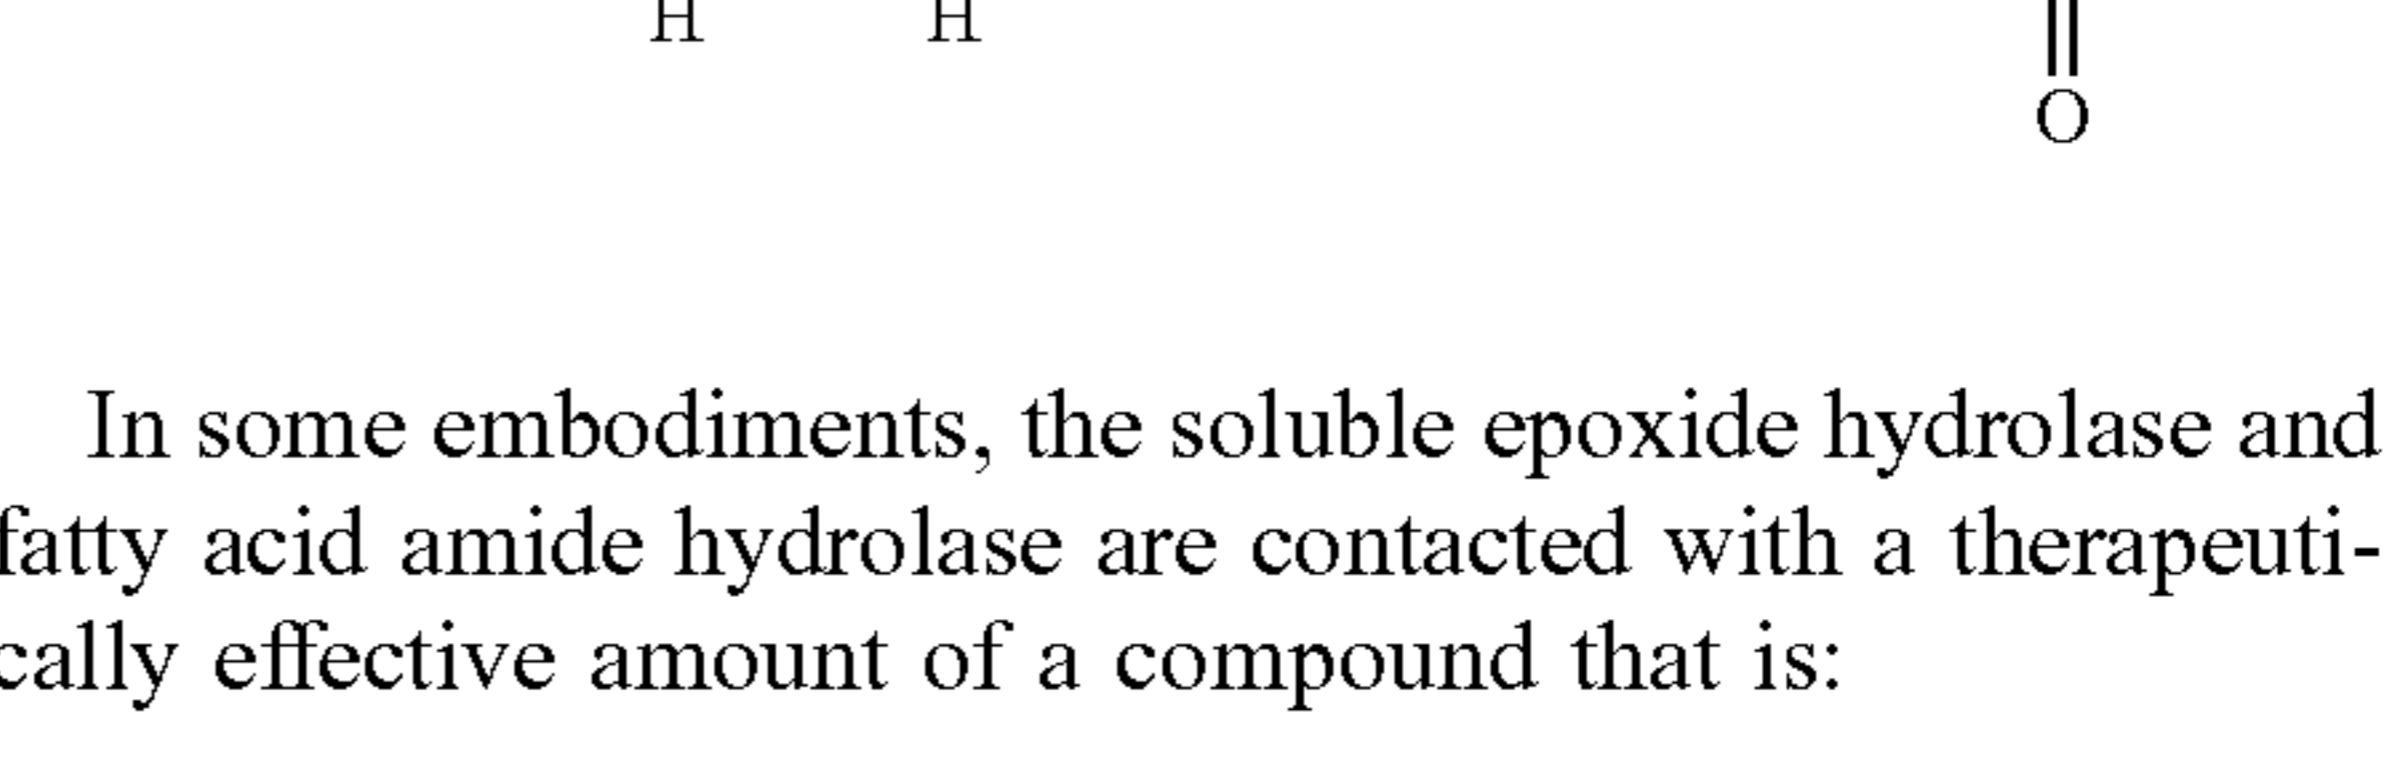 H H
O
In some embodiments, the soluble epoxide hydrolase and
fatty acid amide hydrolase are contacted with a therapeuti-
cally effective amount of a compound that is: